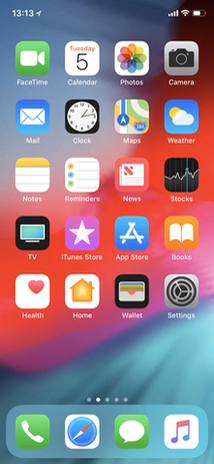 13:13
FaceTime
Tuesday
5
Calendar
Photos
Camera
Mail
Clock
Maps
Weather
Notes
Reminders
News
Stocks
TV
iTunes Store
App Store
Books
Health
Home
Wallet
Settings